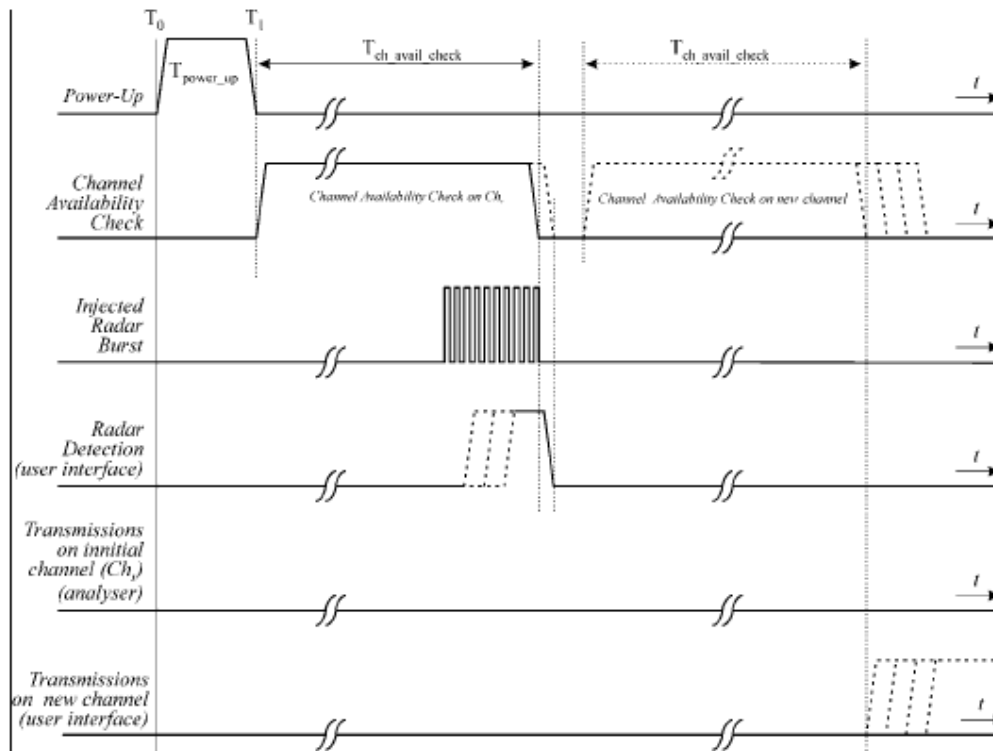 T0 T1
Tch_avail_check
Tch_avail_check
Tpower_up
Power-Up
t
Channel
Availability
Check
Channel Availability Check on Chr
Channel Availability Check on new channel
t
Injected
Radar
Burst
t
Radar
Detection
(user interface)
t
Transmissions
on innitial
channel (Chr)
(analyser)
t
Transmissions
on new channel
(user interface)
t